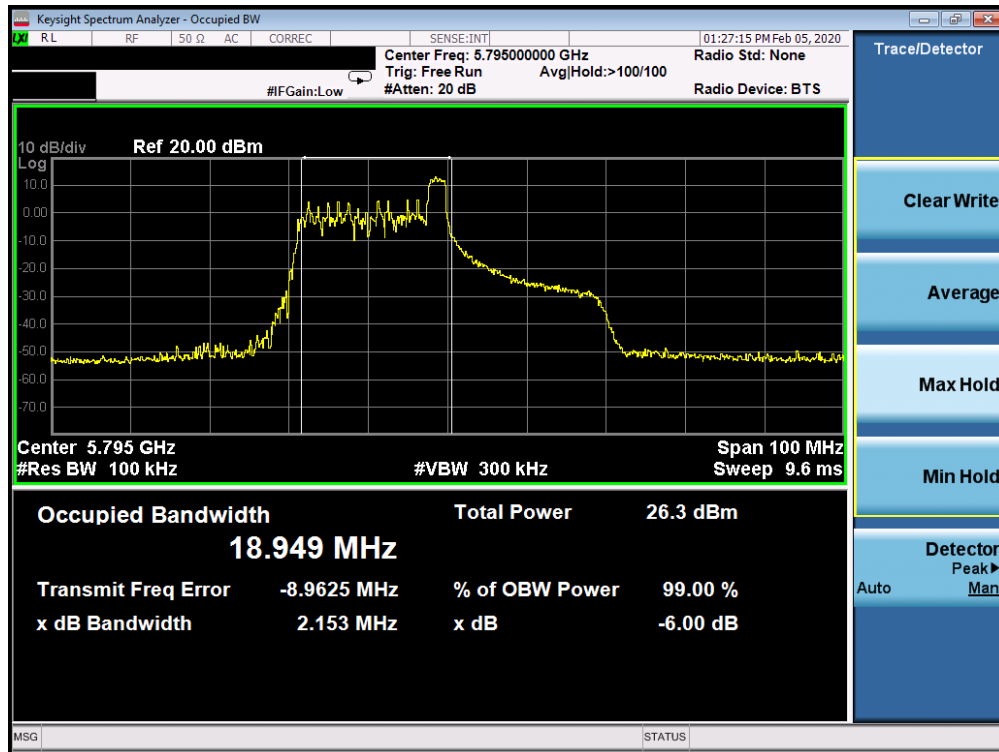 Keysight Spectrum Analyzer - Occupied BW
LXI RL RF 50 Ω AC CORREC SENSE:INT 01:27:15 PM Feb 05, 2020
Center Freq: 5.795000000 GHz Radio Std: None
Trig: Free Run Avg|Hold:>100/100
#IFGain:Low #Atten: 20 dB Radio Device: BTS
Trace/Detector
10 dB/div Ref 20.00 dBm
Log
10.0
0.00
-10.0
-20.0
-30.0
-40.0
-50.0
-60.0
-70.0
Center 5.795 GHz Span 100 MHz
#Res BW 100 kHz #VBW 300 kHz Sweep 9.6 ms
Occupied Bandwidth Total Power 26.3 dBm
18.949 MHz
Transmit Freq Error -8.9625 MHz % of OBW Power 99.00 %
x dB Bandwidth 2.153 MHz x dB -6.00 dB
Clear Write
Average
Max Hold
Min Hold
Detector
Peak▶
Auto Man
MSG STATUS